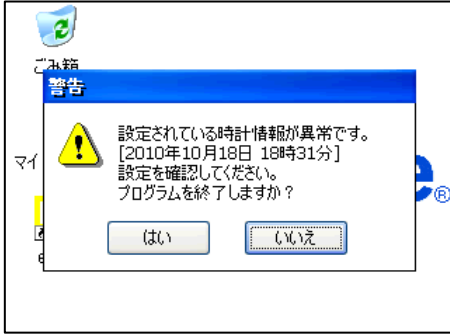 ごみ箱
警告
設定されている時計情報が異常です。
[2010年10月18日 18時31分]
設定を確認してください。
プログラムを終了しますか？
マイ
e®
はい
いいえ
e